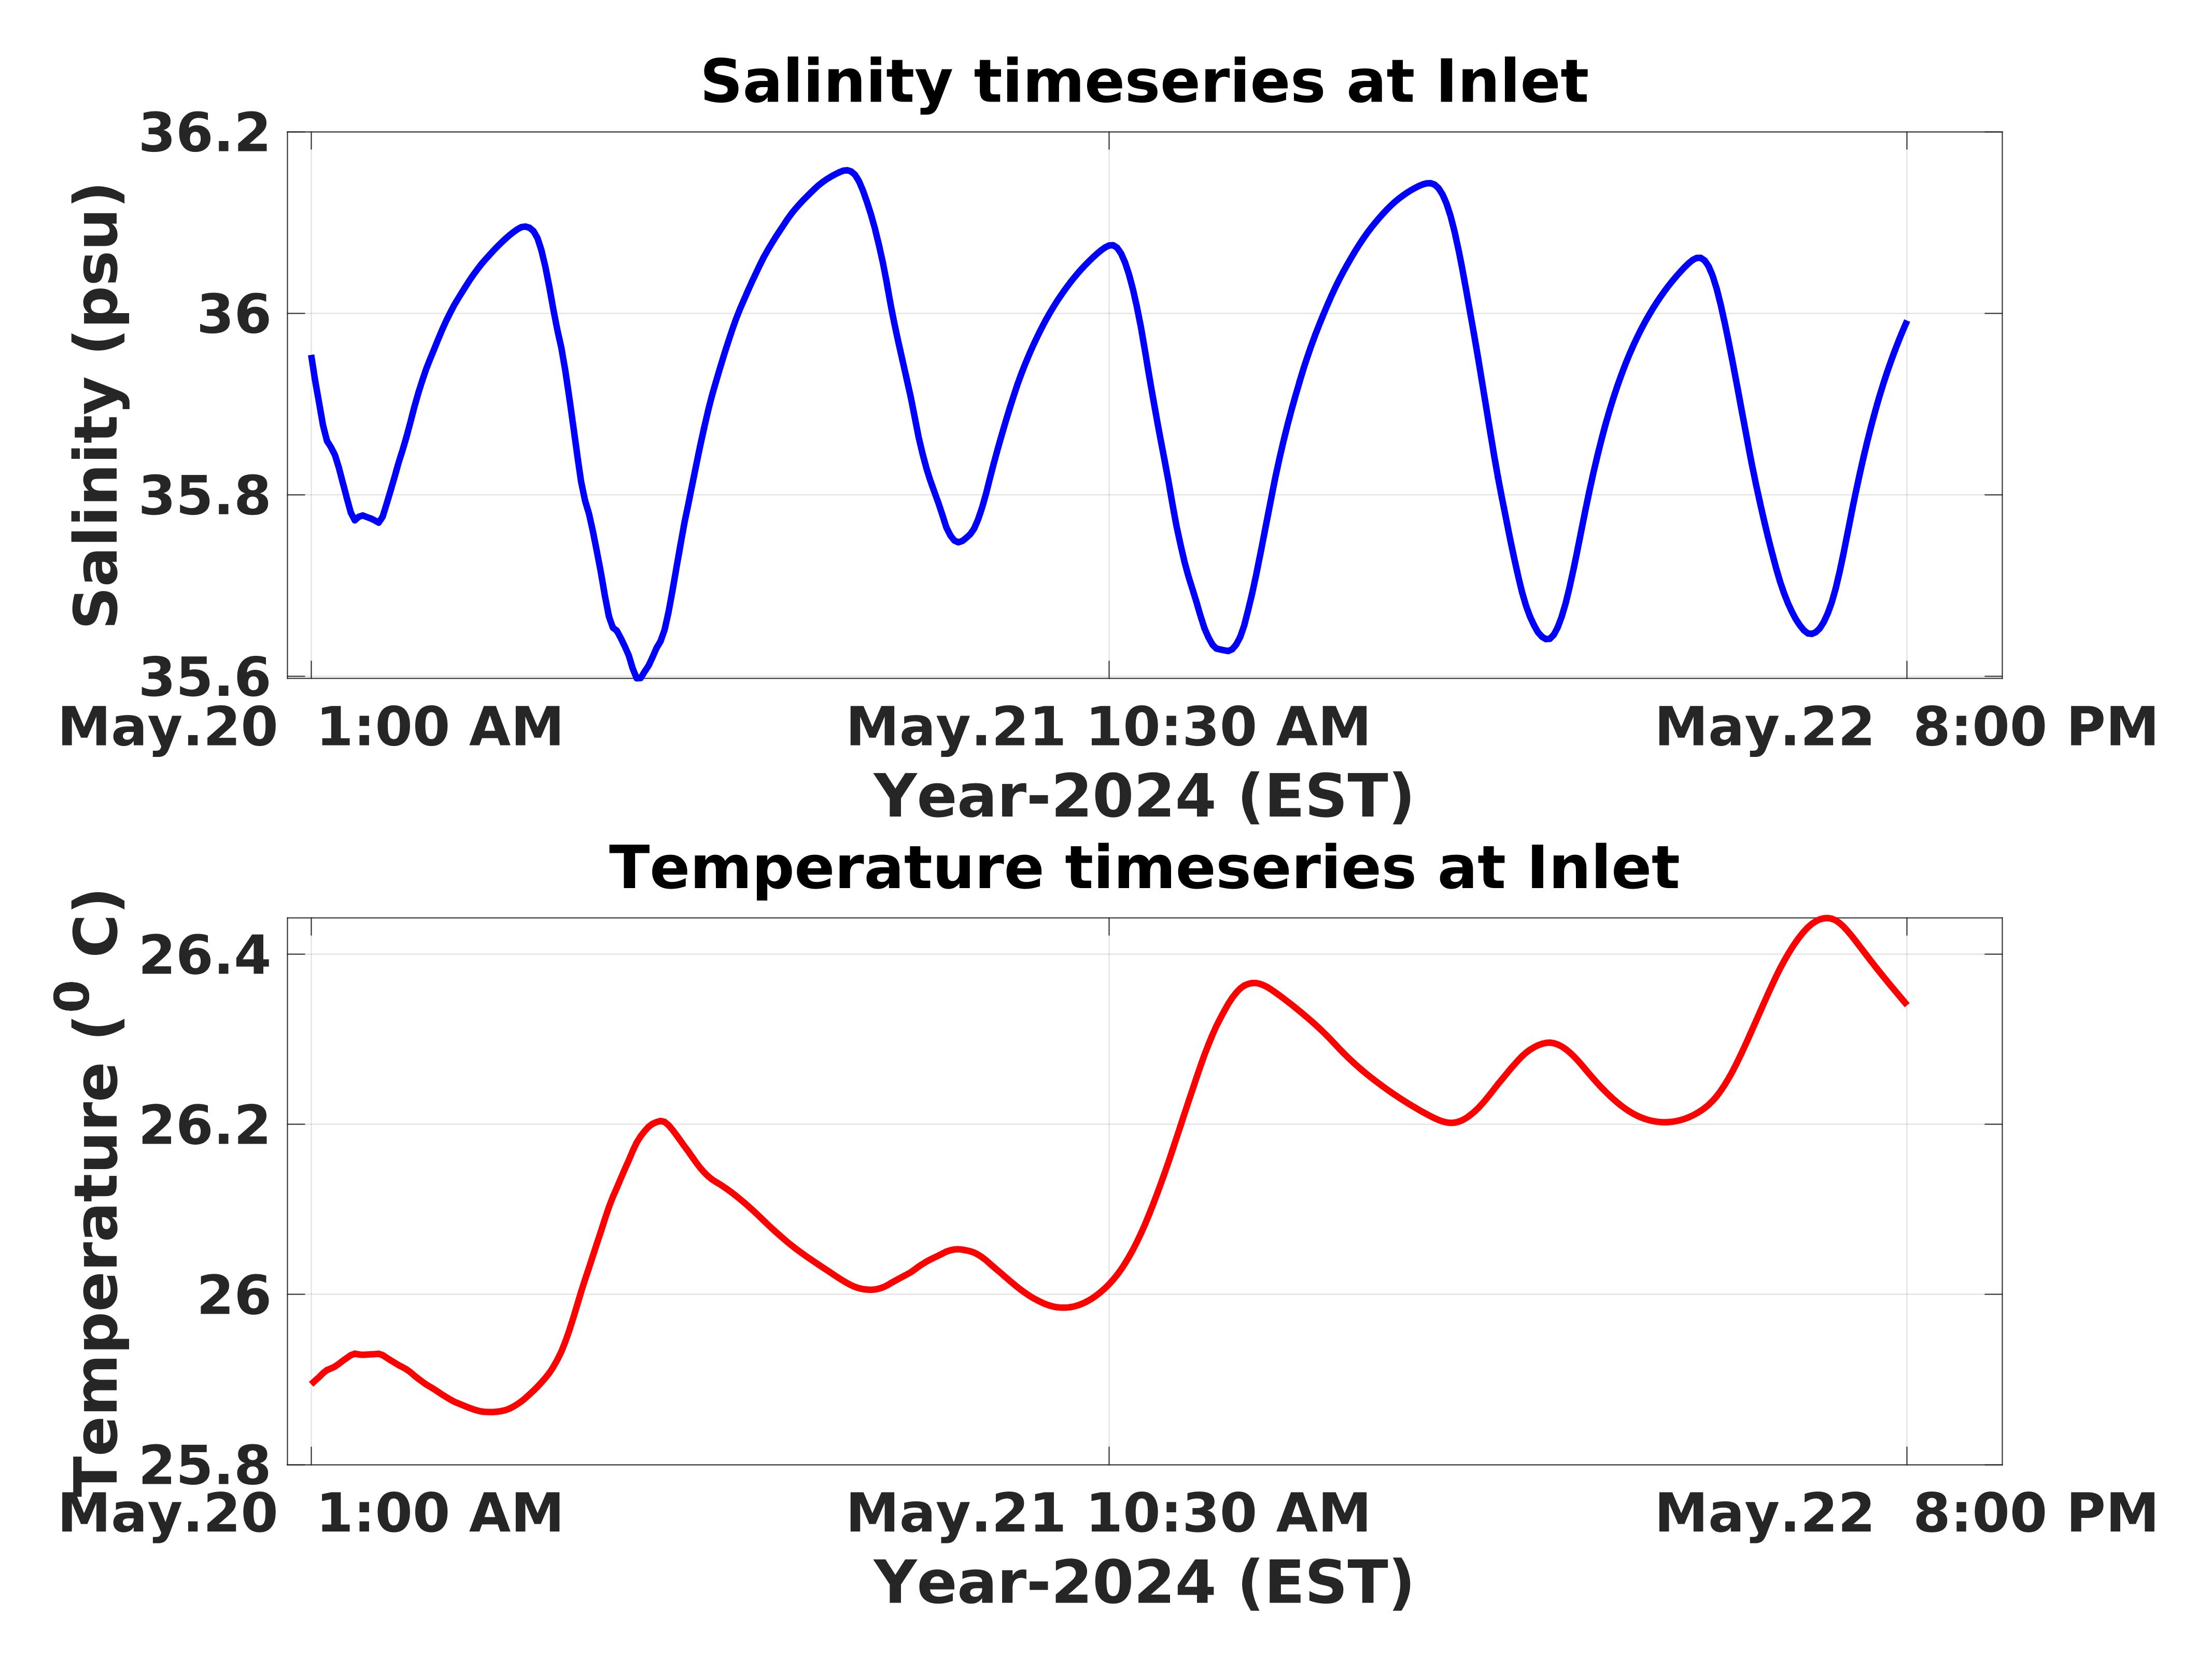 Salinity timeseries at Inlet
Salinity (psu)
36.2
36
35.8
35.6
May.20 1:00 AM May.21 10:30 AM May.22 8:00 PM
Year-2024 (EST)
Temperature timeseries at Inlet
Temperature (⁰ C)
26.4
26.2
26
25.8
May.20 1:00 AM May.21 10:30 AM May.22 8:00 PM
Year-2024 (EST)